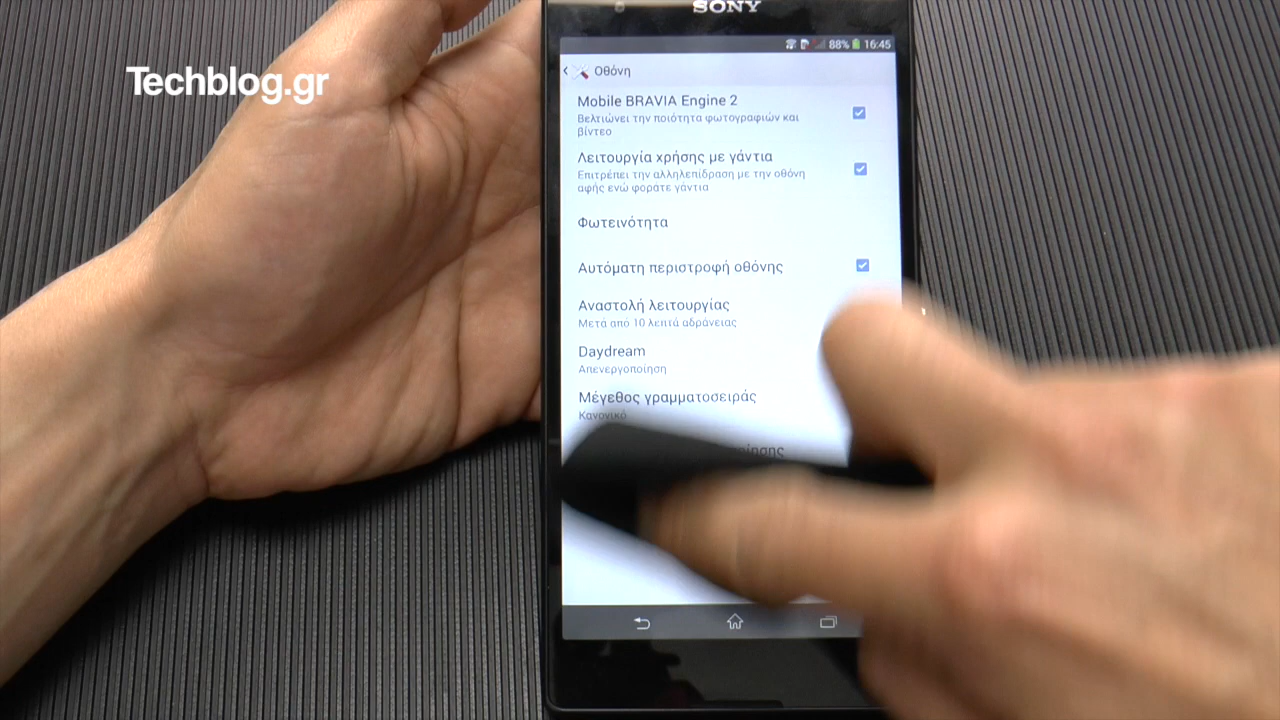 SONY
Techblog.gr
88% 16:45
Οθόνη
Mobile BRAVIA Engine 2
Βελτιώνει την ποιότητα φωτογραφιών και
βίντεο
Λειτουργία χρήσης με γάντια
Επιτρέπει την αλληλεπίδραση με την οθόνη
αφής ενώ φοράτε γάντια
Φωτεινότητα
Αυτόματη περιστροφή οθόνης
Αναστολή λειτουργίας
Μετά από 10 λεπτά αδράνειας
Daydream
Απενεργοποίηση
Μέγεθος γραμματοσειράς
Κανονικό